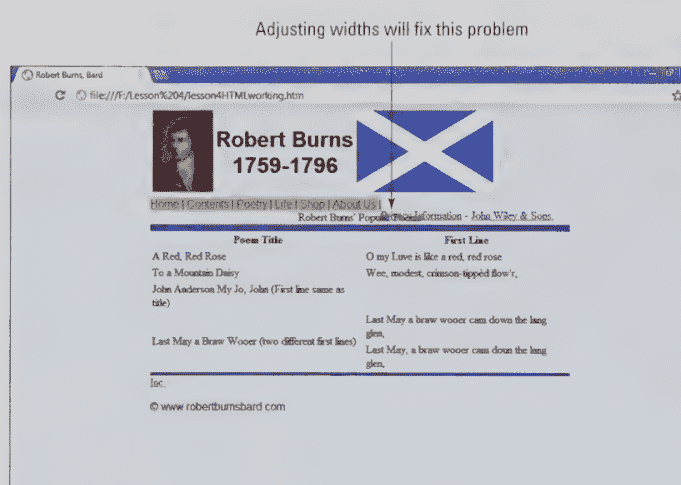 Adjusting widths will fix this problem
Robert Burns, Bard
file:///F:/Lesson%204/lesson4HTMLworking.htm
Robert Burns
1759-1796
Home | Contents | Poetry | Life | Shop | About Us |
Robert Burns' Popular Poems
Information - John Wiley & Sons,
Poem Title First Line
A Red, Red Rose O my Luve is like a red, red rose
To a Mountain Daisy Wee, modest, crimson-tipped flow'r,
John Anderson My Jo, John (First line same as
title)
Last May a braw wooer cam down the lang
glen,
Last May a Braw Wooer (two different first lines)
Last May, a braw wooer cam doun the lang
glen,
Inc.
© www.robertburnsbard.com